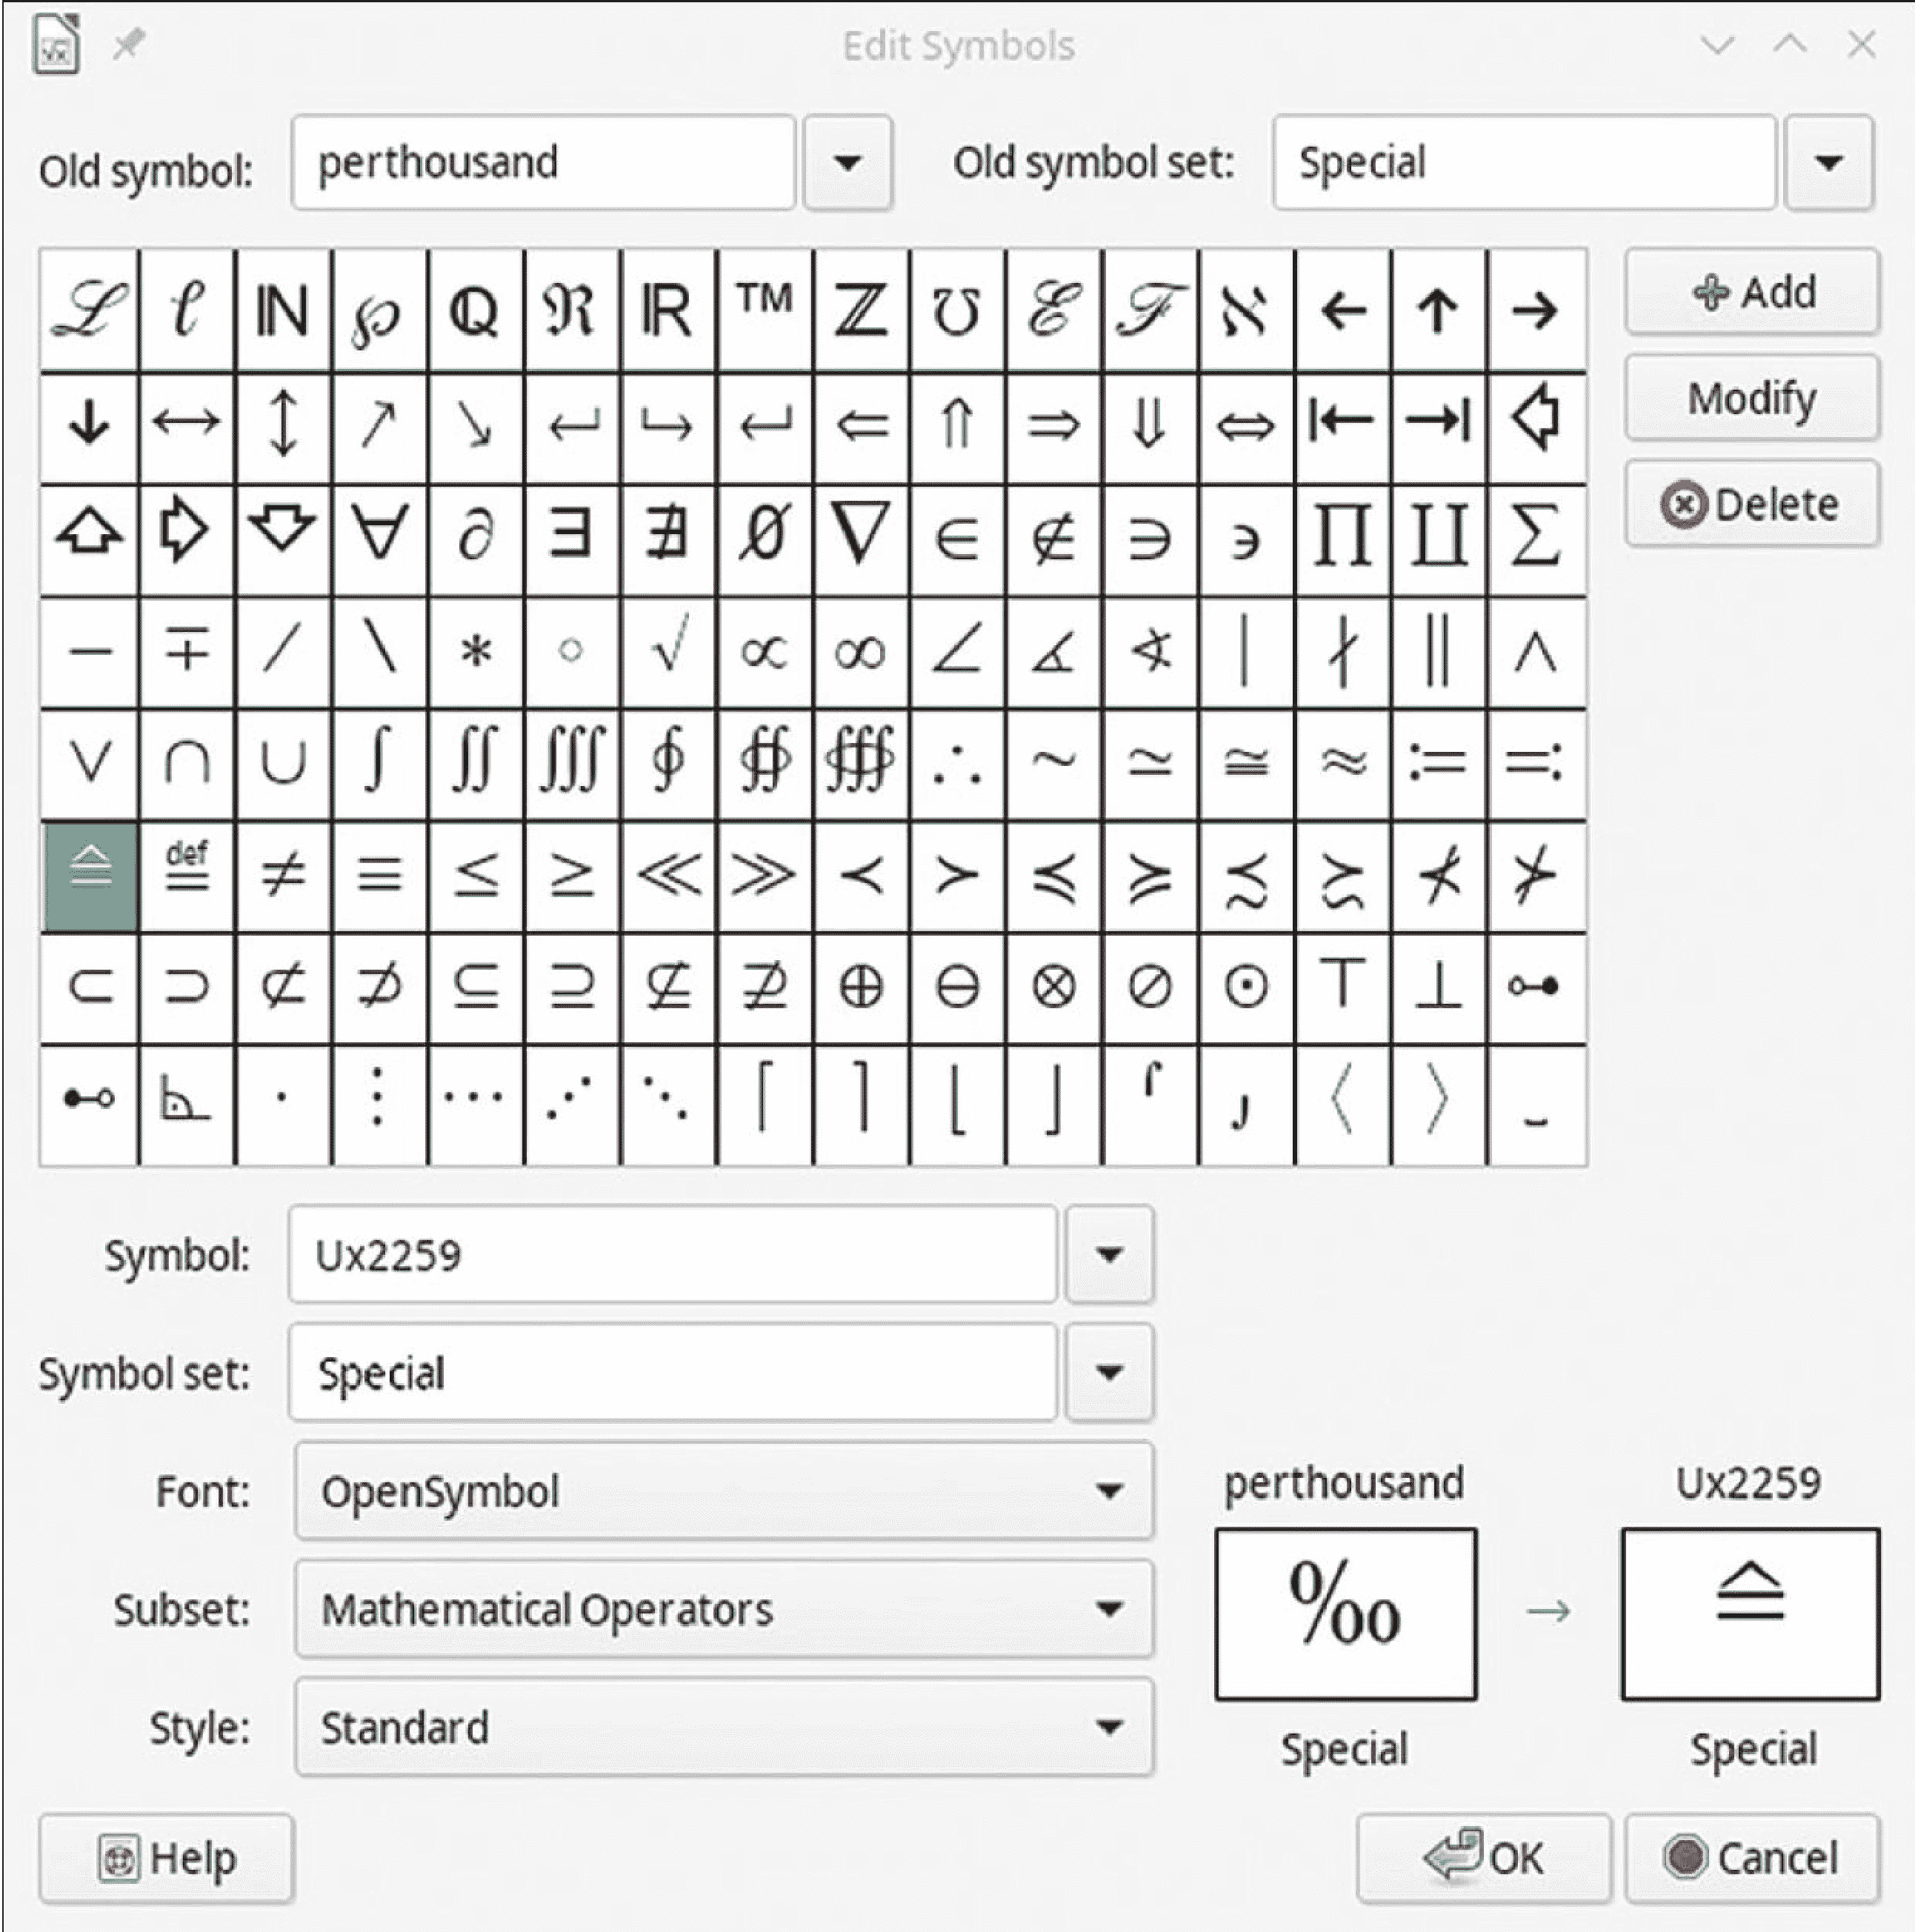 Edit Symbols
Old symbol: perthousand Old symbol set: Special
ℒ ℓ ℕ ℘ ℚ ℜ ℝ ™ ℤ ℧ ℰ ℱ ℵ ← ↑ →
↓ ↔ ↕ ↗ ↘ ↩ ↪ ↵ ⇐ ⇑ ⇒ ⇓ ⇔ ⇤ ⇥ ⇦
⇧ ⇨ ⇩ ∀ ∂ ∃ ∄ ∅ ∇ ∈ ∉ ∋ ∍ ∏ ∐ ∑
− ∓ ∕ ∖ ∗ ∘ √ ∝ ∞ ∠ ∡ ∢ ∣ ∤ ∥ ∧
∨ ∩ ∪ ∫ ∬ ∭ ∮ ∯ ∰ ∴ ∼ ≃ ≅ ≈ ≔ ≕
≙ ≝ ≠ ≡ ≤ ≥ ≪ ≫ ≺ ≻ ≼ ≽ ≾ ≿ ⊀ ⊁
⊂ ⊃ ⊄ ⊅ ⊆ ⊇ ⊈ ⊉ ⊕ ⊖ ⊗ ⊘ ⊙ ⊤ ⊥ ⊶
⊷ ⊾ ⋅ ⋮ ⋯ ⋰ ⋱ ⌈ ⌉ ⌊ ⌋ ⌠ ⌡ 〈 〉 ⏑
Add
Modify
Delete
Symbol: Ux2259
Symbol set: Special
Font: OpenSymbol
Subset: Mathematical Operators
Style: Standard
perthousand Ux2259
‰ → ≙
Special Special
Help OK Cancel